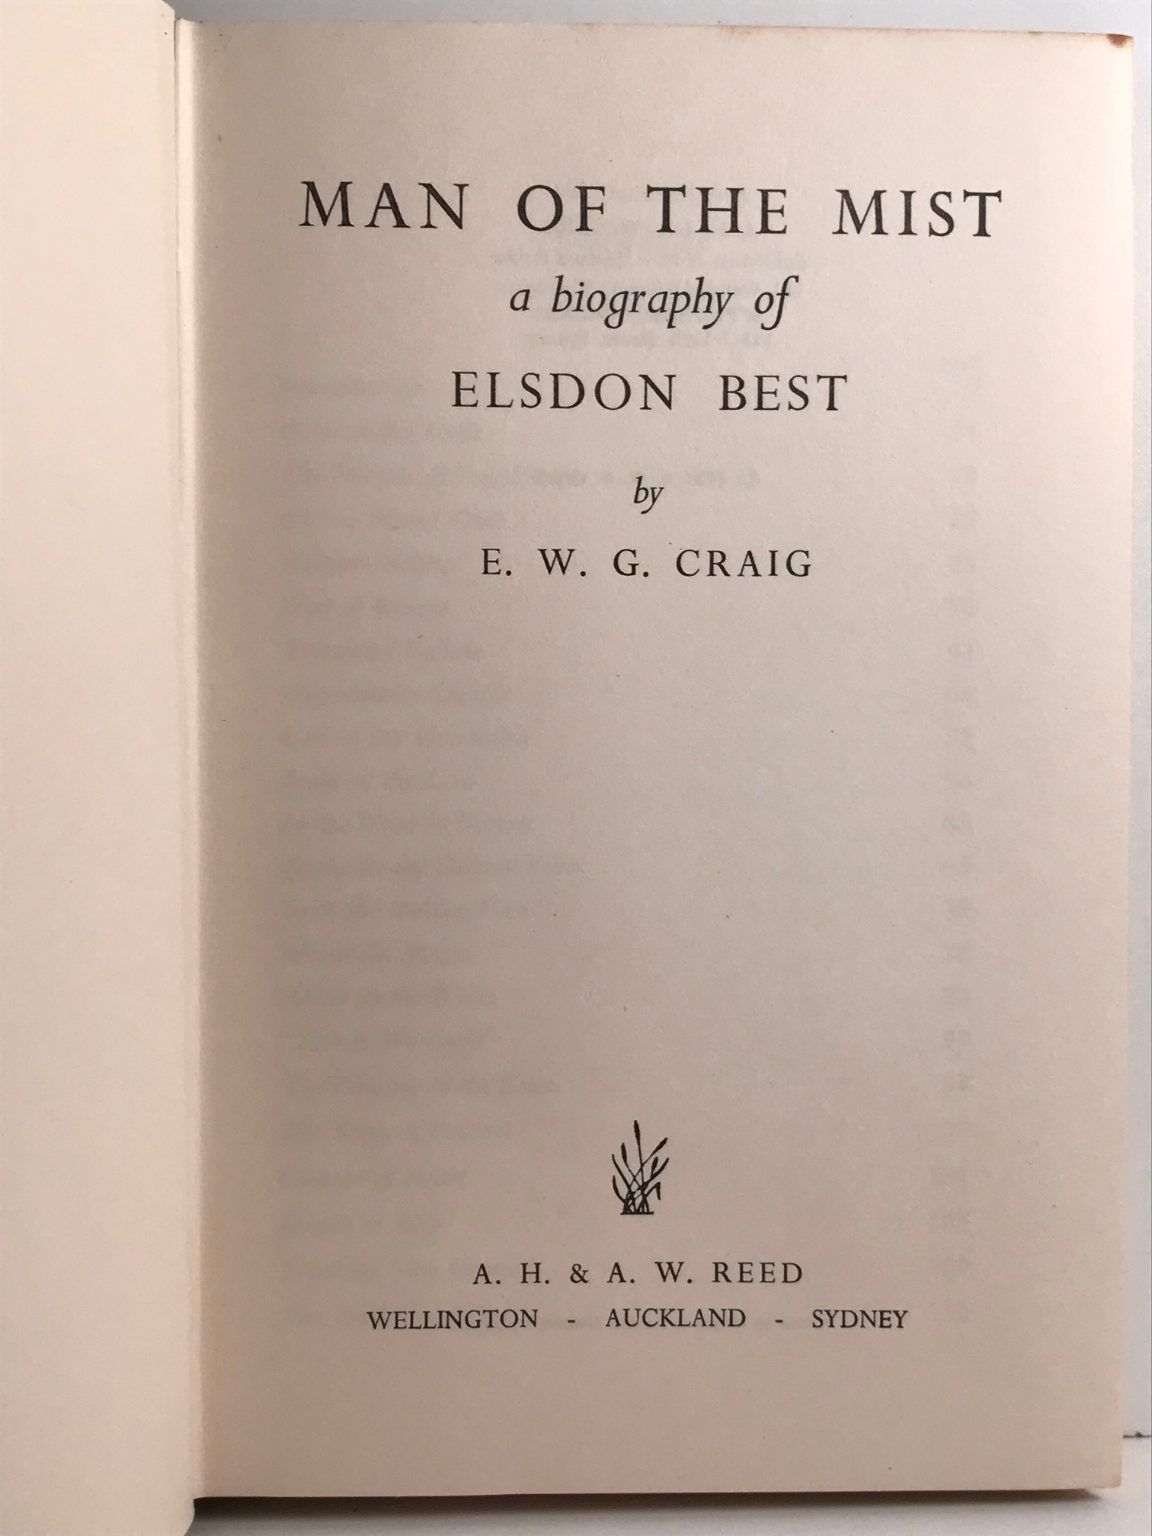 MAN OF THE MIST
a biography of
ELSDON BEST
by
E. W. G. CRAIG
A. H. & A. W. REED
WELLINGTON - AUCKLAND - SYDNEY